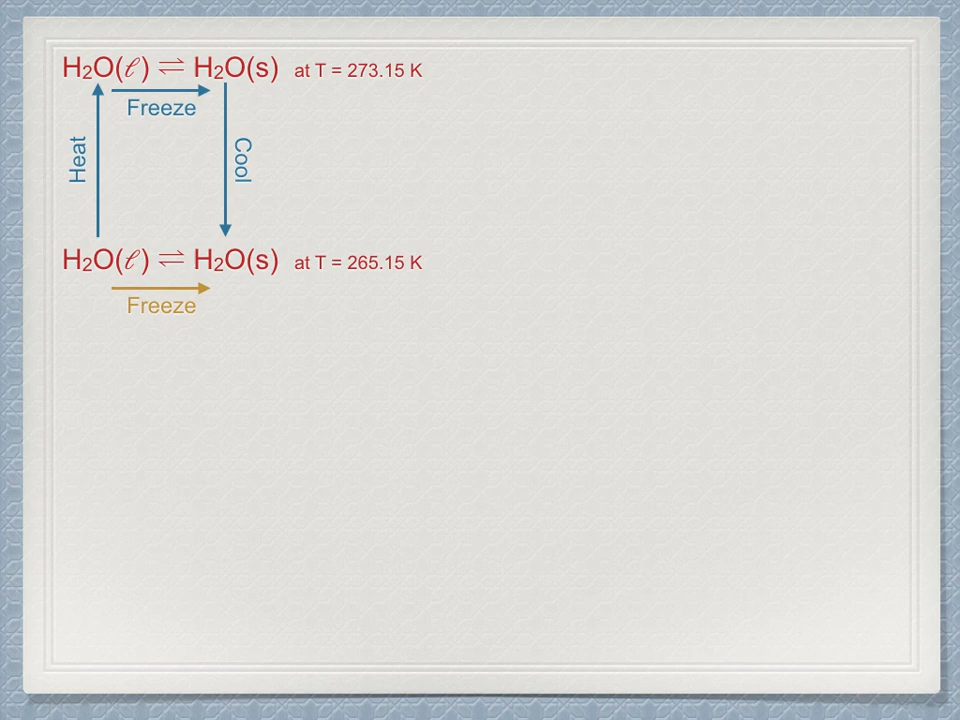 H₂O(ℓ) ⇌ H₂O(s) at T = 273.15 K
Freeze
Heat
Cool
H₂O(ℓ) ⇌ H₂O(s) at T = 265.15 K
Freeze